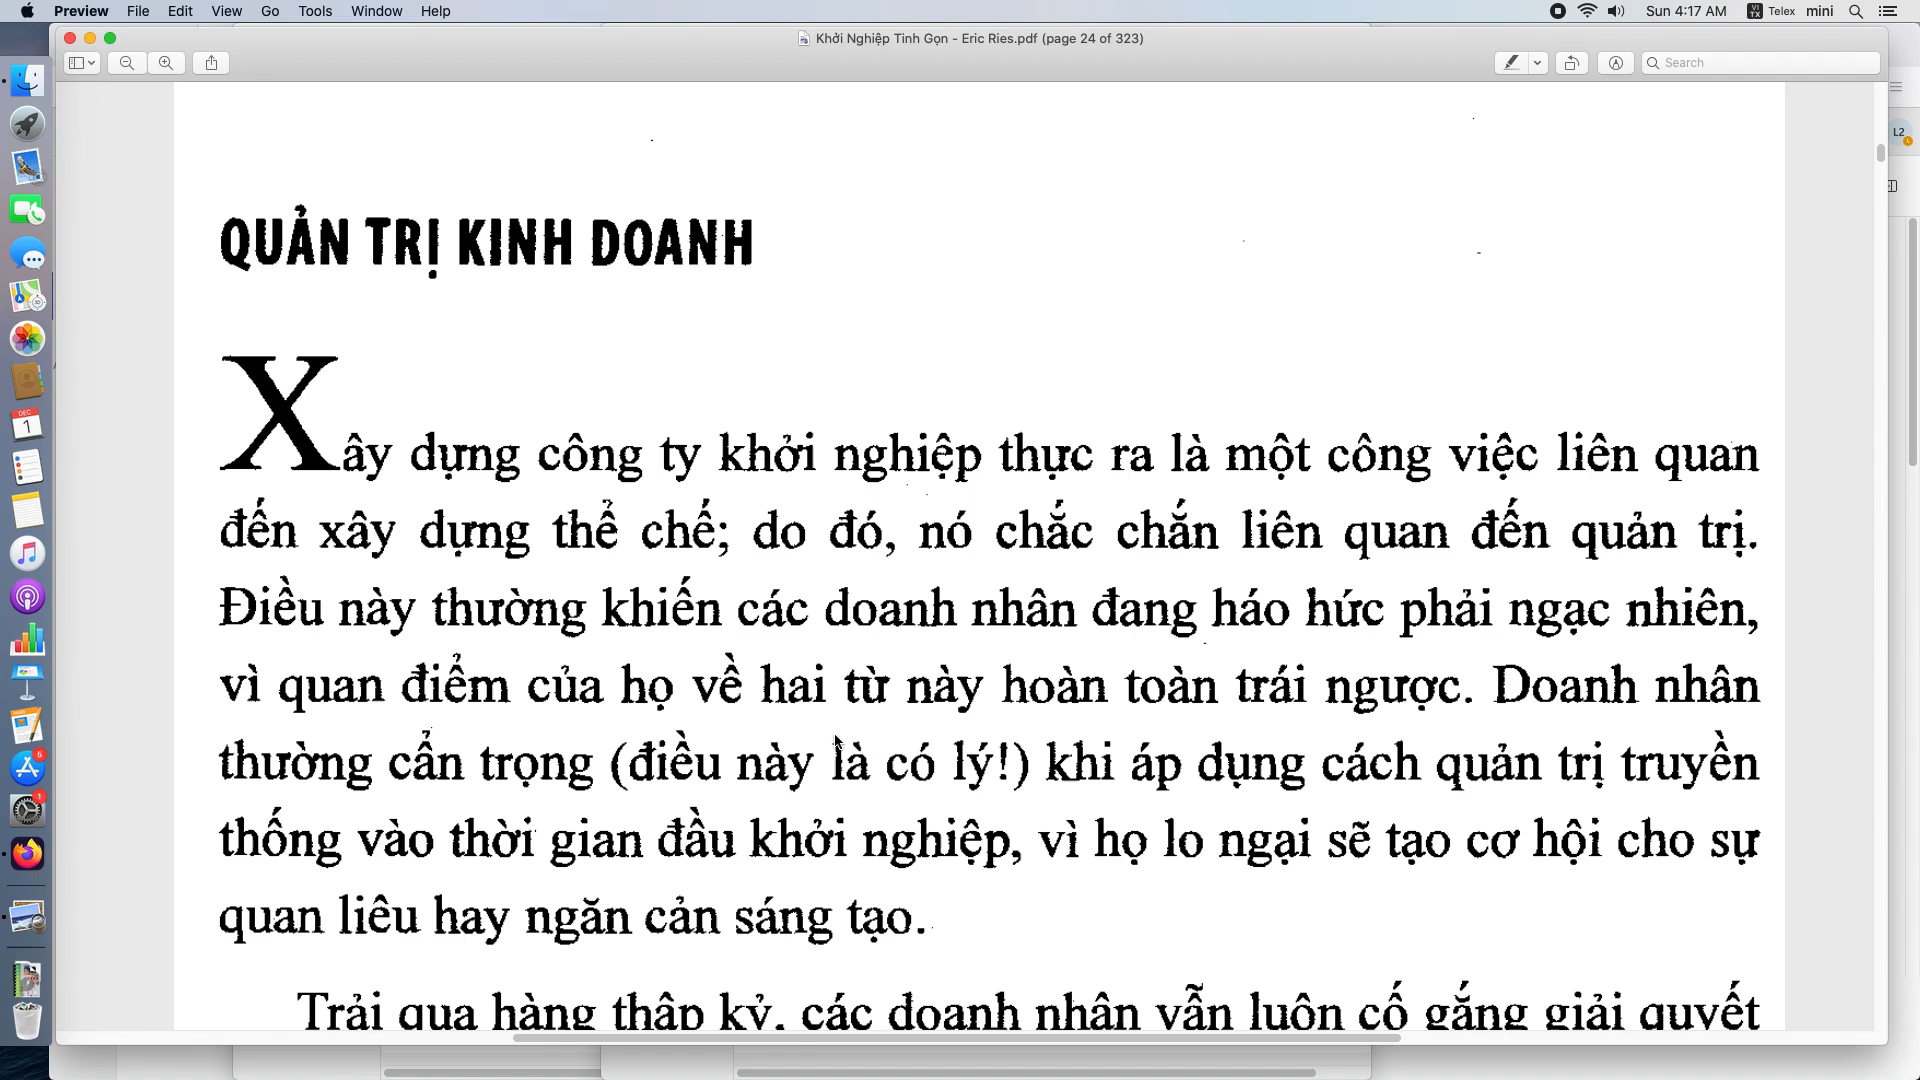 Preview File Edit View Go Tools Window Help
Sun 4:17 AM VI TX Telex mini
Khởi Nghiệp Tinh Gọn - Eric Ries.pdf (page 24 of 323)
Search
L2
QUẢN TRỊ KINH DOANH
Xây dựng công ty khởi nghiệp thực ra là một công việc liên quan
đến xây dựng thể chế; do đó, nó chắc chắn liên quan đến quản trị.
Điều này thường khiến các doanh nhân đang háo hức phải ngạc nhiên,
vì quan điểm của họ về hai từ này hoàn toàn trái ngược. Doanh nhân
thường cẩn trọng (điều này là có lý!) khi áp dụng cách quản trị truyền
thống vào thời gian đầu khởi nghiệp, vì họ lo ngại sẽ tạo cơ hội cho sự
quan liêu hay ngăn cản sáng tạo.
Trải qua hàng thập kỷ, các doanh nhân vẫn luôn cố gắng giải quyết
DEC
1
5
1